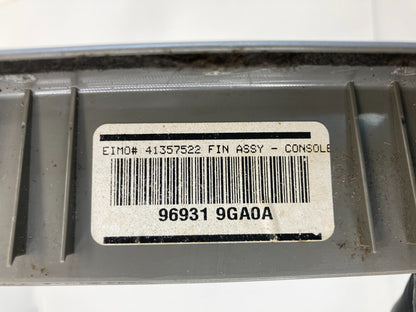 EIMO# 41357522 FIN ASSY - CONSOLE
96931 9GA0A